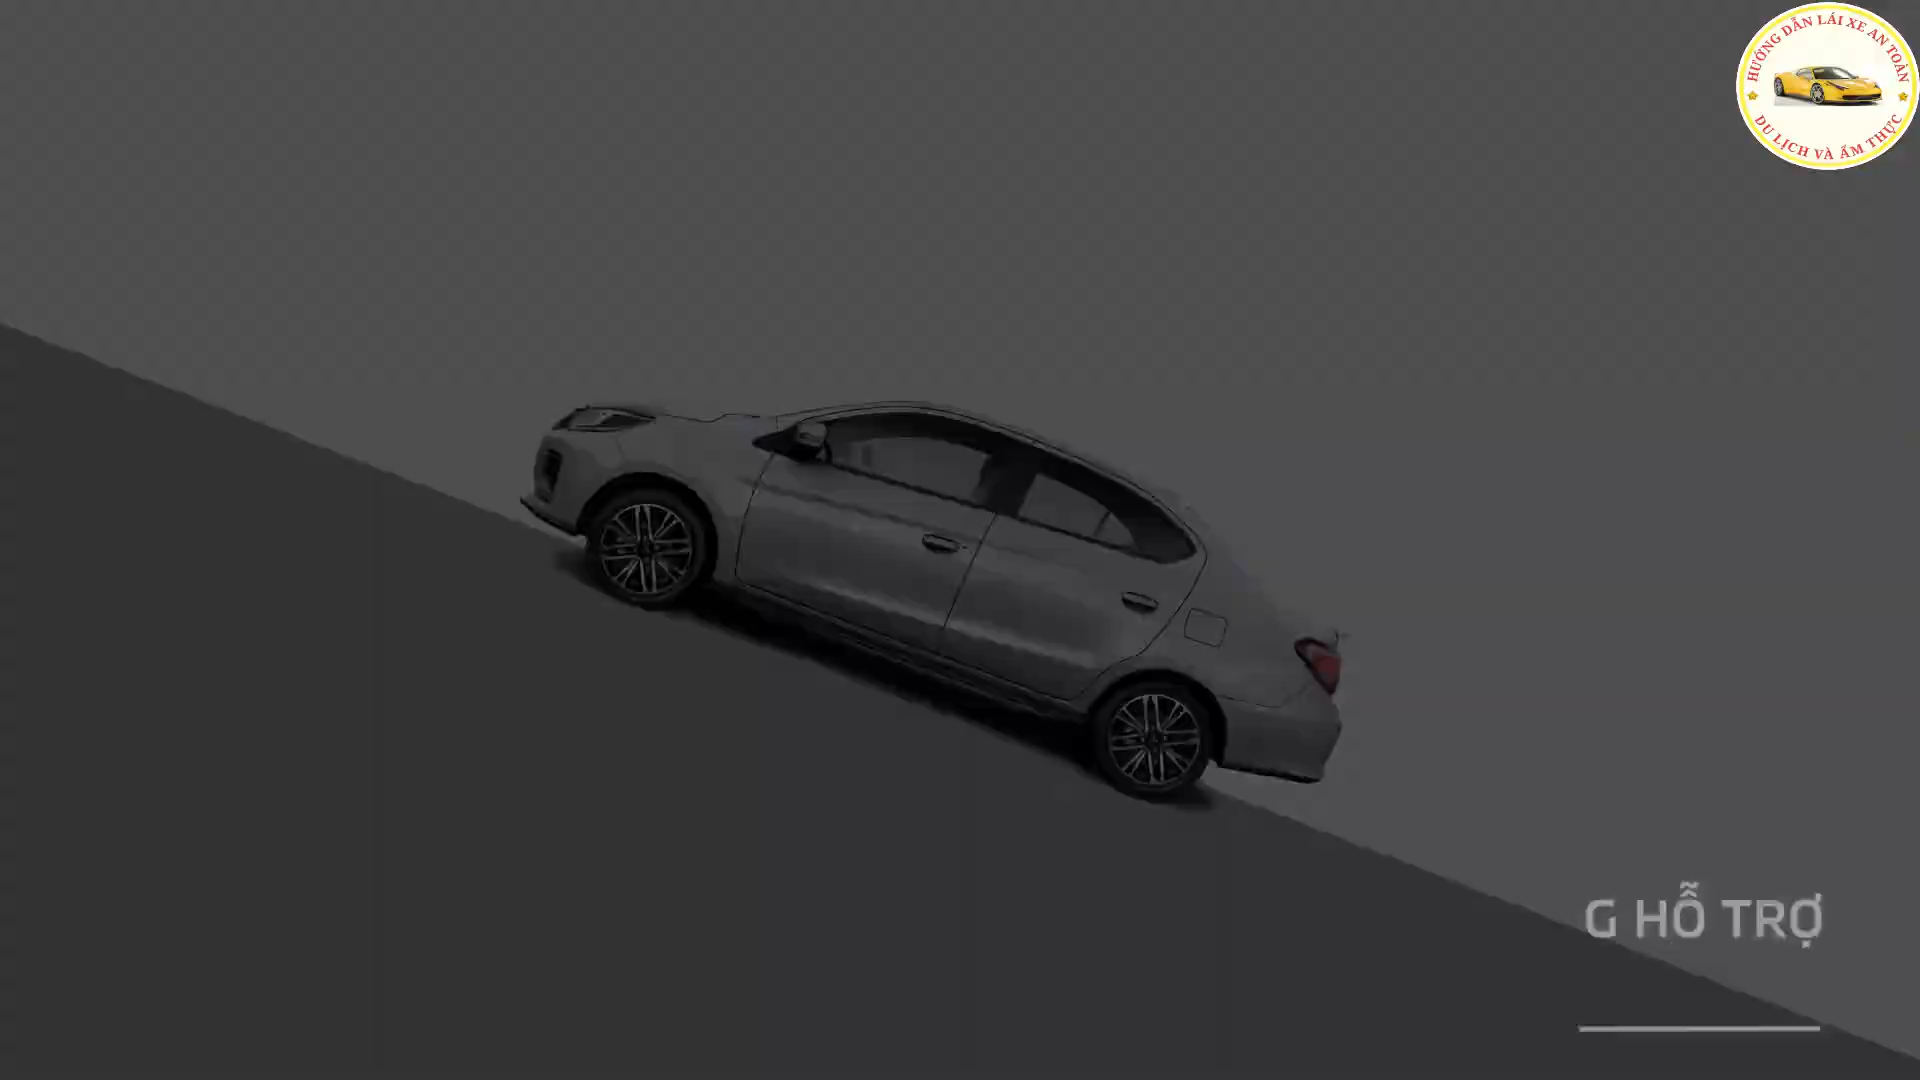 HƯỚNG DẪN LÁI XE AN TOÀN
DU LỊCH VÀ ẨM THỰC
G HỖ TRỢ